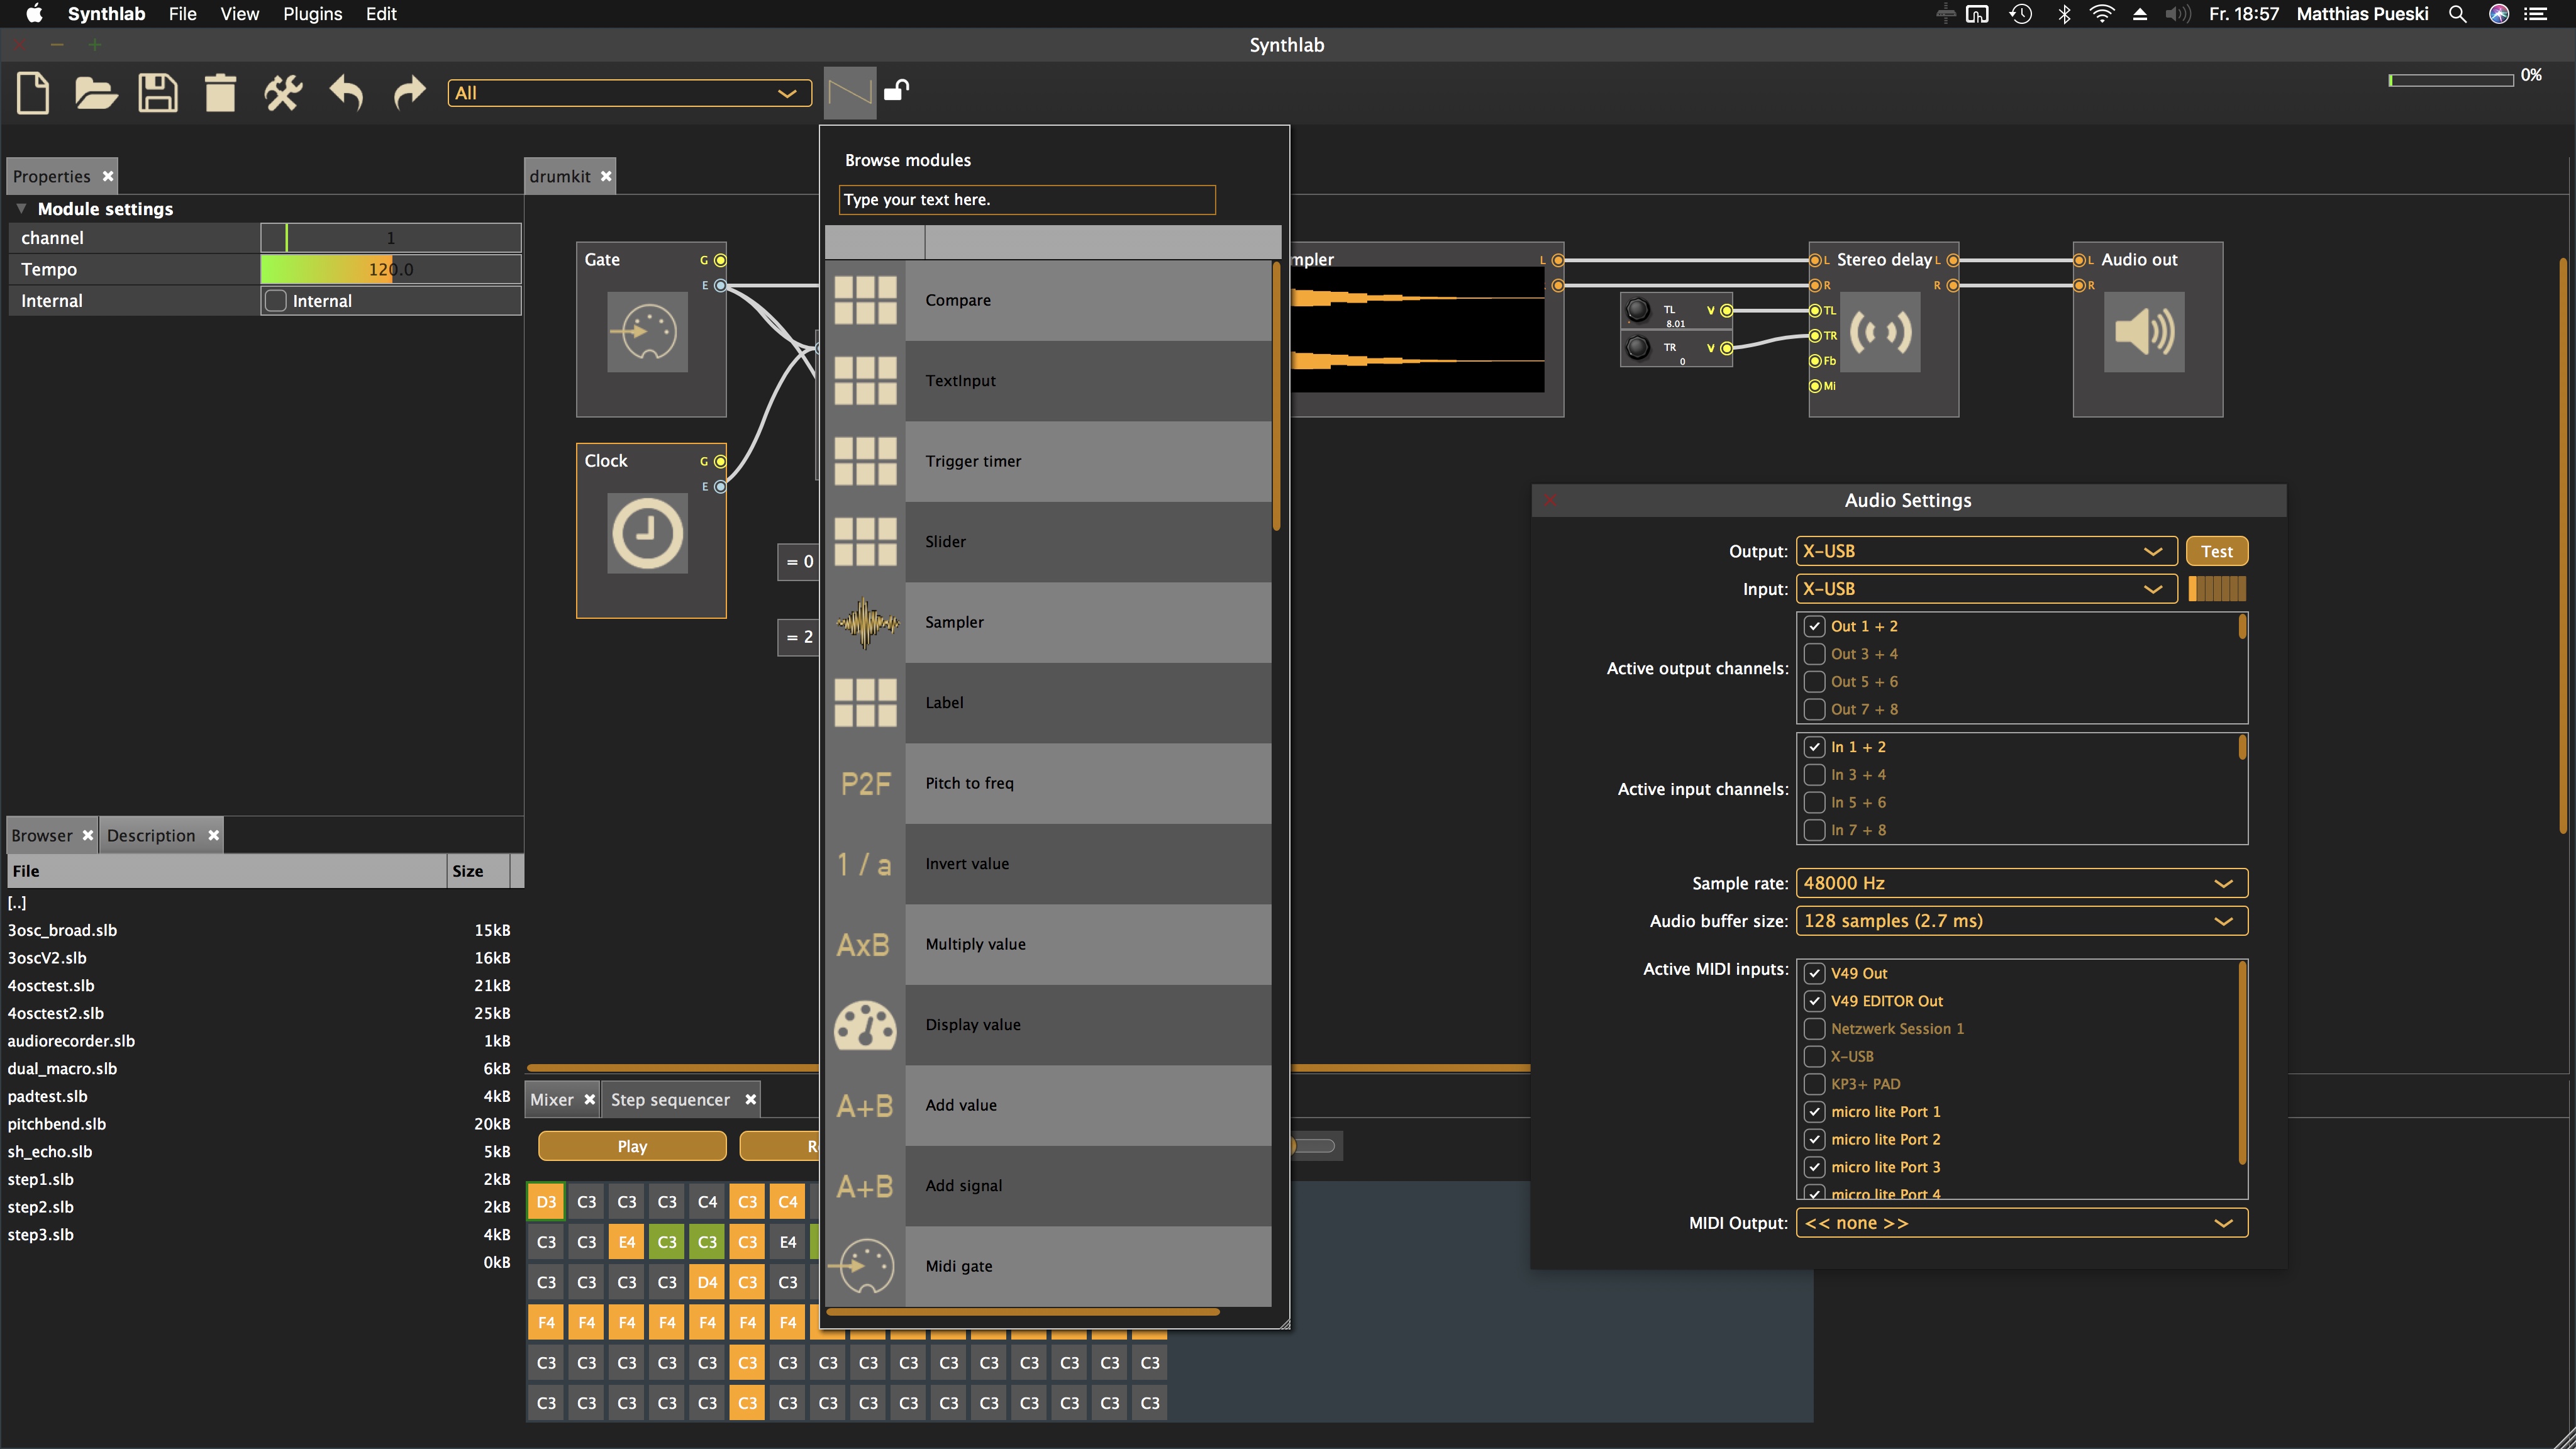 Synthlab File View Plugins Edit Fr. 18:57 Matthias Pueski
Synthlab
All
0%
Properties
Module settings
channel 1
Tempo 120.0
Internal Internal
drumkit
Browse modules
Type your text here.
Compare
TextInput
Trigger timer
Slider
Sampler
Label
P2F Pitch to freq
1 / a Invert value
AxB Multiply value
Display value
A+B Add value
A+B Add signal
Midi gate
Gate G
E
Clock G
E
= 0
= 2
mpler L
TL V
8.01
TR V
0
L Stereo delay L
R R
TL
TR
Fb
Mi
L Audio out
R
Audio Settings
Output: X-USB Test
Input: X-USB
Active output channels:
Out 1 + 2
Out 3 + 4
Out 5 + 6
Out 7 + 8
Active input channels:
In 1 + 2
In 3 + 4
In 5 + 6
In 7 + 8
Sample rate: 48000 Hz
Audio buffer size: 128 samples (2.7 ms)
Active MIDI inputs:
V49 Out
V49 EDITOR Out
Netzwerk Session 1
X-USB
KP3+ PAD
micro lite Port 1
micro lite Port 2
micro lite Port 3
micro lite Port 4
MIDI Output: << none >>
Browser Description
File Size
[..]
3osc_broad.slb 15kB
3oscV2.slb 16kB
4osctest.slb 21kB
4osctest2.slb 25kB
audiorecorder.slb 1kB
dual_macro.slb 6kB
padtest.slb 4kB
pitchbend.slb 20kB
sh_echo.slb 5kB
step1.slb 2kB
step2.slb 2kB
step3.slb 4kB
0kB
Mixer Step sequencer
Play R
D3 C3 C3 C3 C4 C3 C4
C3 C3 E4 C3 C3 C3 E4
C3 C3 C3 C3 D4 C3 C3
F4 F4 F4 F4 F4 F4 F4
C3 C3 C3 C3 C3 C3 C3 C3 C3 C3 C3 C3 C3 C3 C3 C3
C3 C3 C3 C3 C3 C3 C3 C3 C3 C3 C3 C3 C3 C3 C3 C3